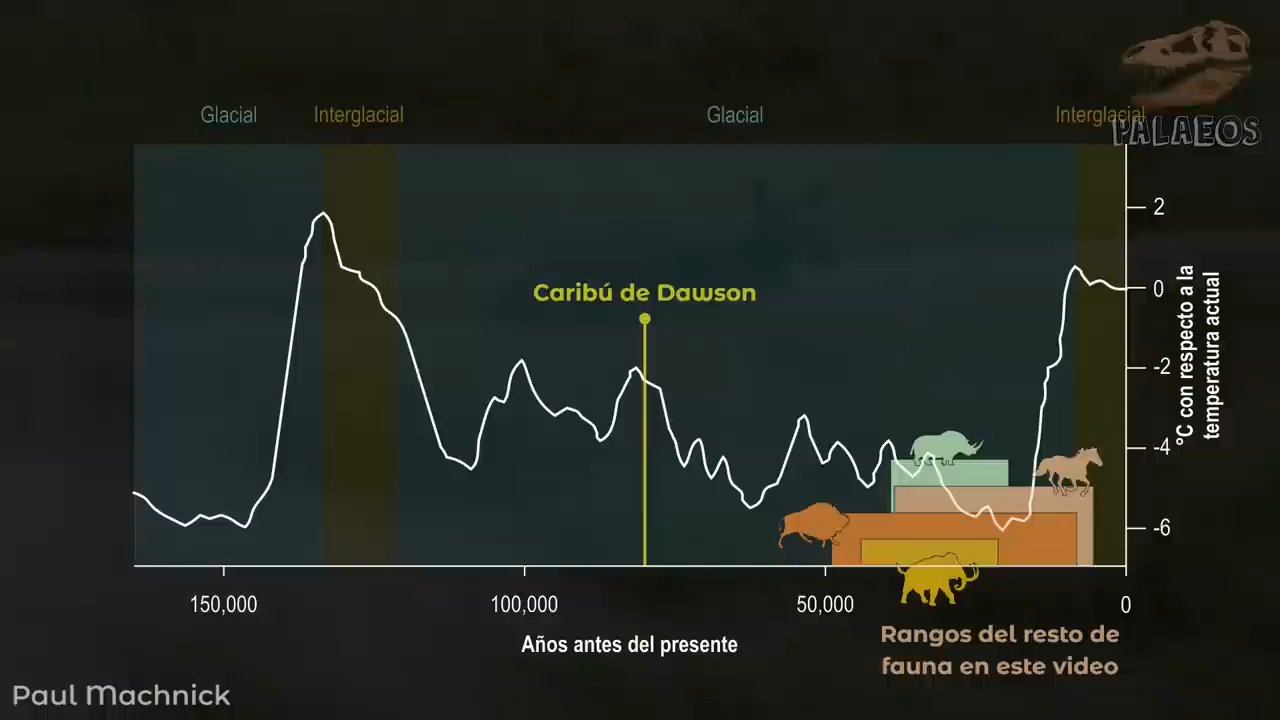 Glacial
Interglacial
Glacial
Interglacial
PALAEOS
Caribú de Dawson
2
0
-2
-4
-6
°C con respecto a la
temperatura actual
150,000
100,000
50,000
0
Años antes del presente
Rangos del resto de
fauna en este video
Paul Machnick